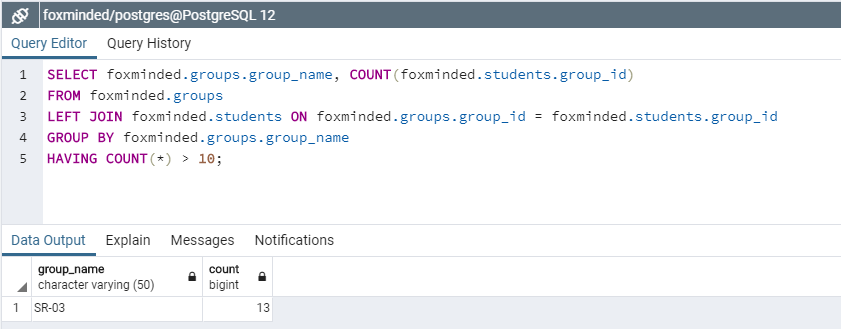 foxminded/postgres@PostgreSQL 12
Query Editor Query History
1 SELECT foxminded.groups.group_name, COUNT(foxminded.students.group_id)
2 FROM foxminded.groups
3 LEFT JOIN foxminded.students ON foxminded.groups.group_id = foxminded.students.group_id
4 GROUP BY foxminded.groups.group_name
5 HAVING COUNT(*) > 10;
Data Output Explain Messages Notifications
group_name count
character varying (50) bigint
1 SR-03 13